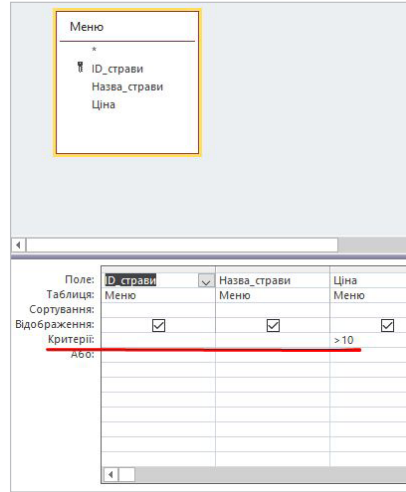 Меню
*
ID_страви
Назва_страви
Ціна
Поле: ID_страви Назва_страви Ціна
Таблиця: Меню Меню Меню
Сортування:
Відображення:
Критерії: >10
Або: